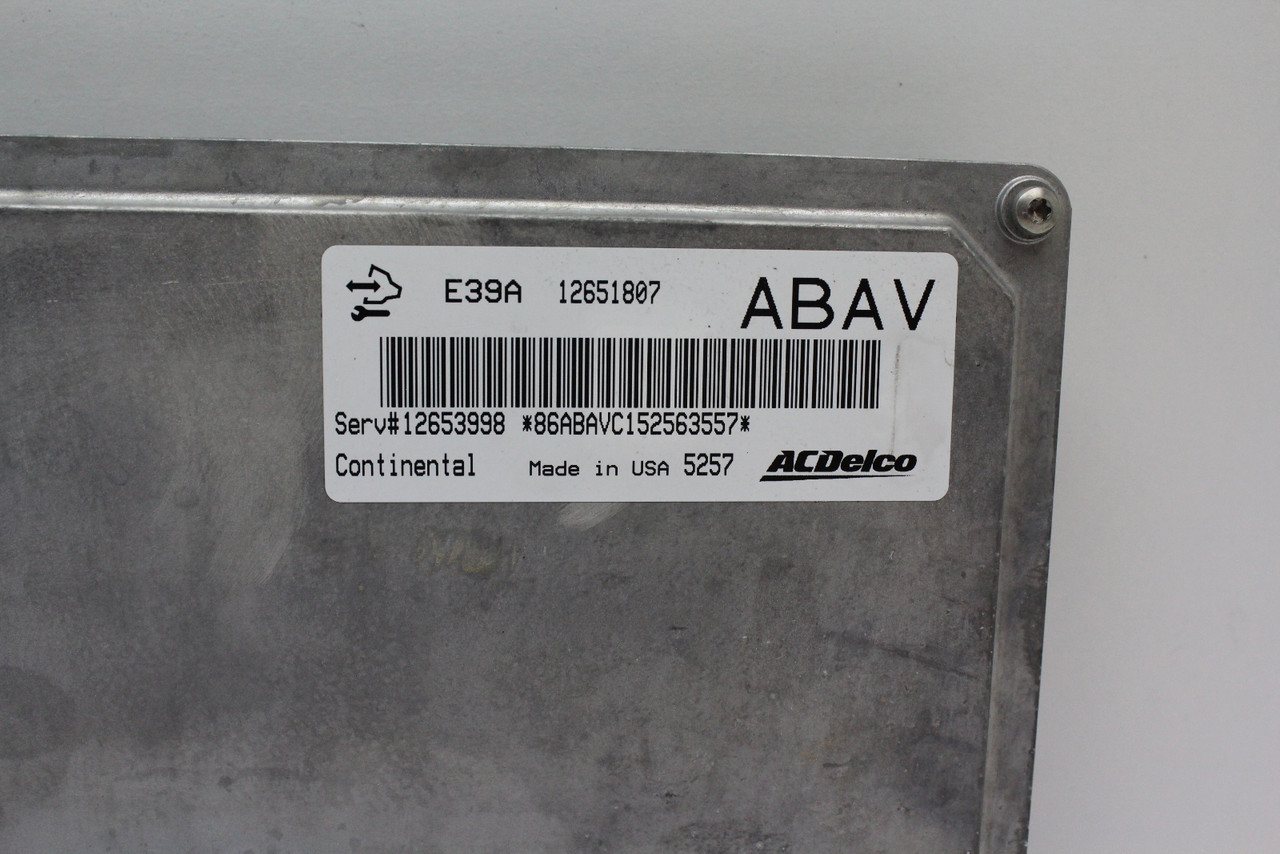 E39A 12651807 ABAV
Serv#12653998 *86ABAVC152563557*
Continental Made in USA 5257 ACDelco